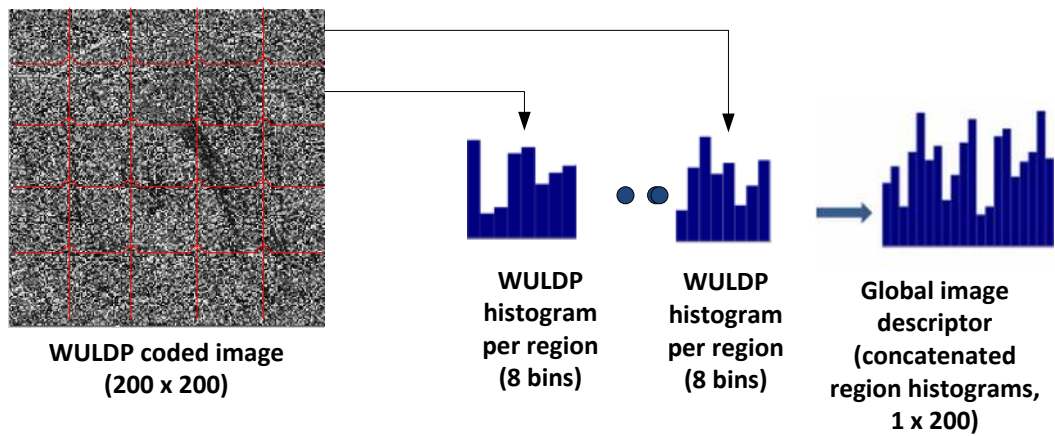 WULDP coded image
(200 x 200)
WULDP
histogram
per region
(8 bins)
WULDP
histogram
per region
(8 bins)
Global image
descriptor
(concatenated
region histograms,
1 x 200)